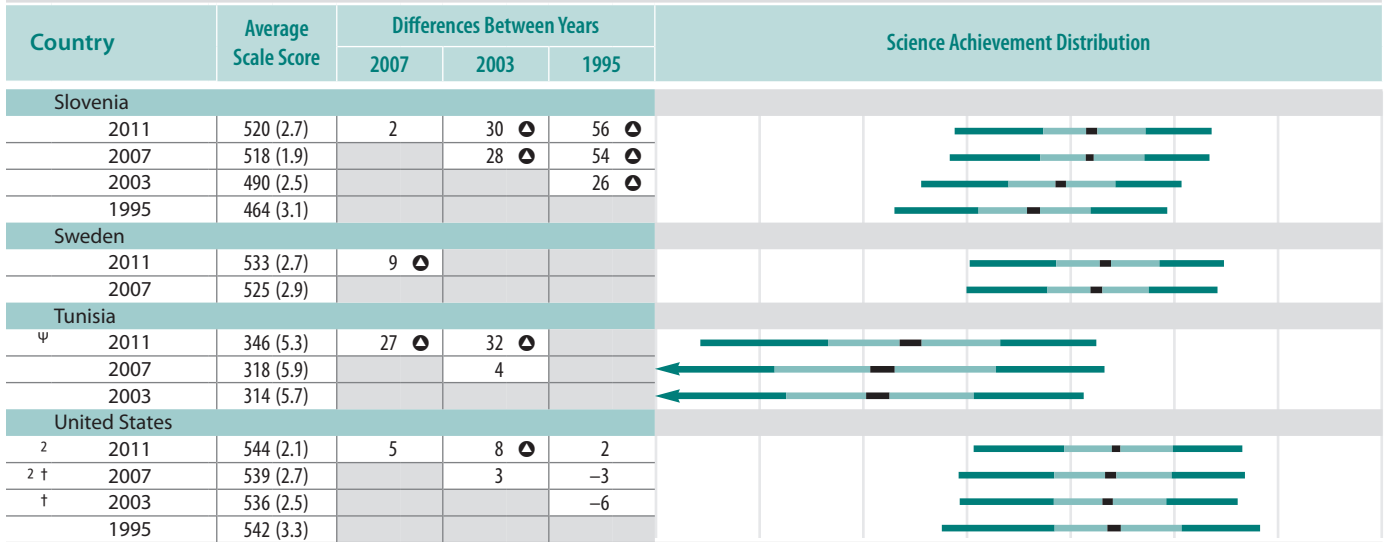 Country Average Scale Score Differences Between Years Science Achievement Distribution
2007 2003 1995
Slovenia
2011 520 (2.7) 2 30 56
2007 518 (1.9) 28 54
2003 490 (2.5) 26
1995 464 (3.1)
Sweden
2011 533 (2.7) 9
2007 525 (2.9)
Tunisia
Ψ 2011 346 (5.3) 27 32
2007 318 (5.9) 4
2003 314 (5.7)
United States
2 2011 544 (2.1) 5 8 2
2 † 2007 539 (2.7) 3 –3
† 2003 536 (2.5) –6
1995 542 (3.3)